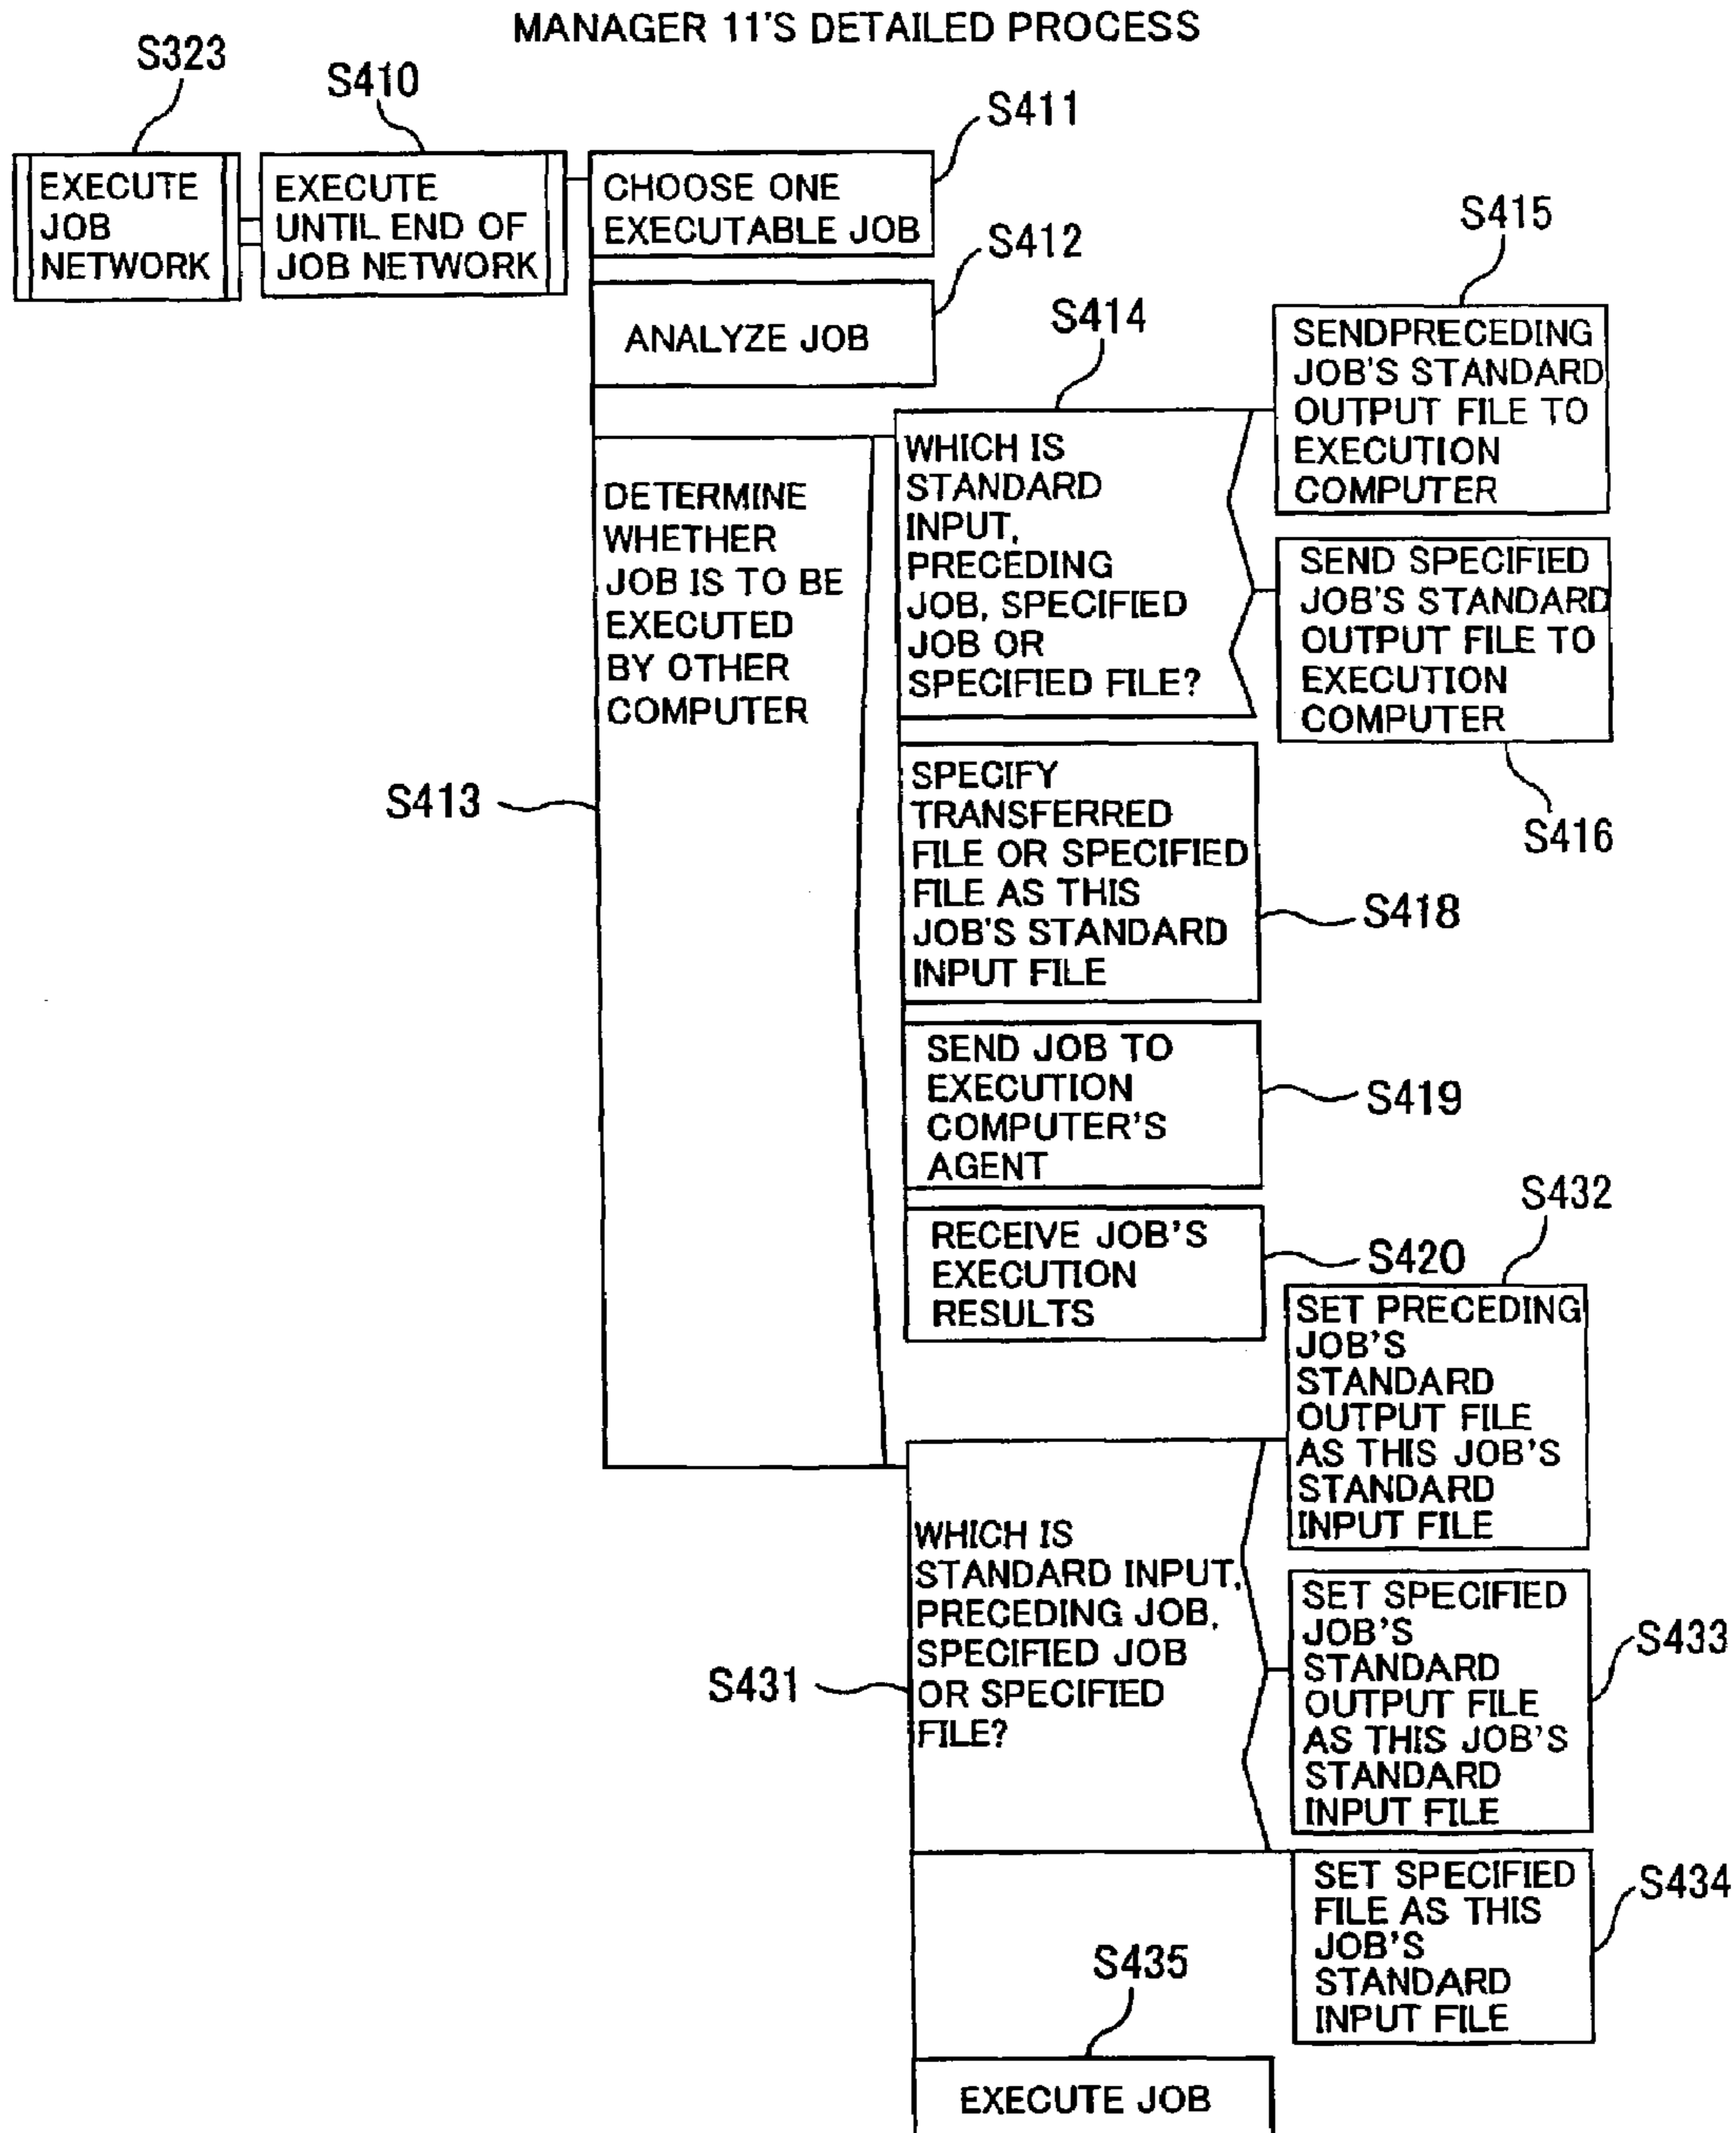 MANAGER 11'S DETAILED PROCESS
S323
S410
S411
EXECUTE
JOB
NETWORK
EXECUTE
UNTIL END OF
JOB NETWORK
CHOOSE ONE
EXECUTABLE JOB
S412
ANALYZE JOB
S413
DETERMINE
WHETHER
JOB IS TO BE
EXECUTED
BY OTHER
COMPUTER
S414
WHICH IS
STANDARD
INPUT,
PRECEDING
JOB, SPECIFIED
JOB OR
SPECIFIED FILE?
S415
SENDPRECEDING
JOB'S STANDARD
OUTPUT FILE TO
EXECUTION
COMPUTER
SEND SPECIFIED
JOB'S STANDARD
OUTPUT FILE TO
EXECUTION
COMPUTER
S416
SPECIFY
TRANSFERRED
FILE OR SPECIFIED
FILE AS THIS
JOB'S STANDARD
INPUT FILE
S418
SEND JOB TO
EXECUTION
COMPUTER'S
AGENT
S419
RECEIVE JOB'S
EXECUTION
RESULTS
S420
S431
WHICH IS
STANDARD INPUT,
PRECEDING JOB,
SPECIFIED JOB
OR SPECIFIED
FILE?
S432
SET PRECEDING
JOB'S
STANDARD
OUTPUT FILE
AS THIS JOB'S
STANDARD
INPUT FILE
SET SPECIFIED
JOB'S
STANDARD
OUTPUT FILE
AS THIS JOB'S
STANDARD
INPUT FILE
S433
SET SPECIFIED
FILE AS THIS
JOB'S
STANDARD
INPUT FILE
S434
S435
EXECUTE JOB